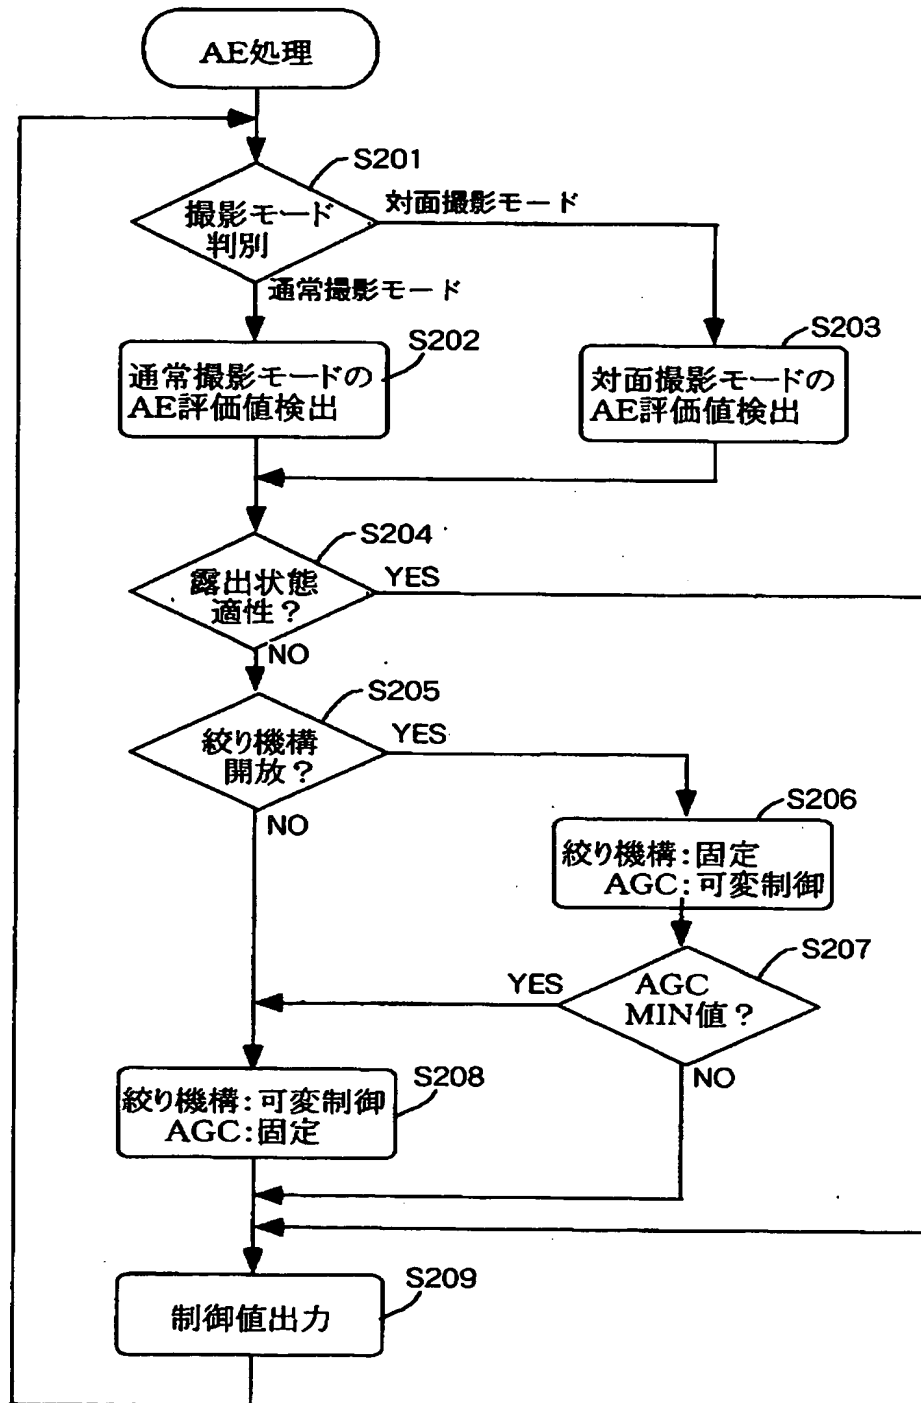 AE処理
S201
撮影モード
判別
対面撮影モード
通常撮影モード
S202
通常撮影モードの
AE評価値検出
S203
対面撮影モードの
AE評価値検出
S204
露出状態
適性?
YES
NO
S205
絞り機構
開放?
YES
NO
S206
絞り機構:固定
AGC:可変制御
S207
AGC
MIN値?
YES
NO
S208
絞り機構:可変制御
AGC:固定
S209
制御値出力